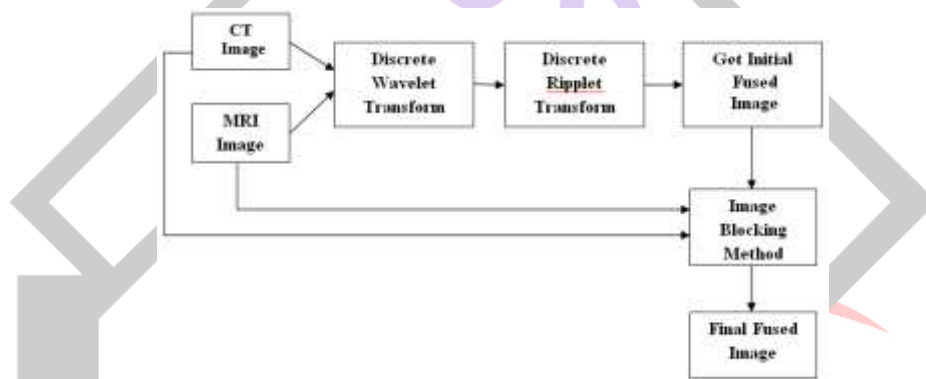 CT
Image
Discrete
Wavelet
Transform
Discrete
Ripplet
Transform
Get Initial
Fused
Image
MRI
Image
Image
Blocking
Method
Final Fused
Image